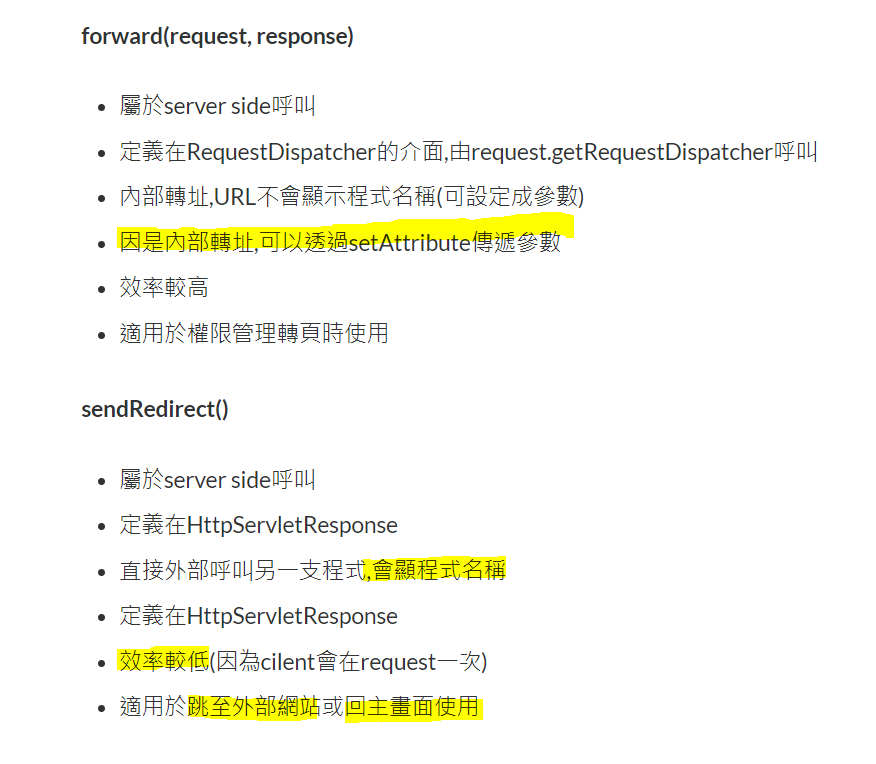 forward(request, response)
屬於server side呼叫
定義在RequestDispatcher的介面,由request.getRequestDispatcher呼叫
內部轉址,URL不會顯示程式名稱(可設定成參數)
因是內部轉址,可以透過setAttribute傳遞參數
效率較高
適用於權限管理轉頁時使用
sendRedirect()
屬於server side呼叫
定義在HttpServletResponse
直接外部呼叫另一支程式,會顯程式名稱
定義在HttpServletResponse
效率較低(因為cilent會在request一次)
適用於跳至外部網站或回主畫面使用